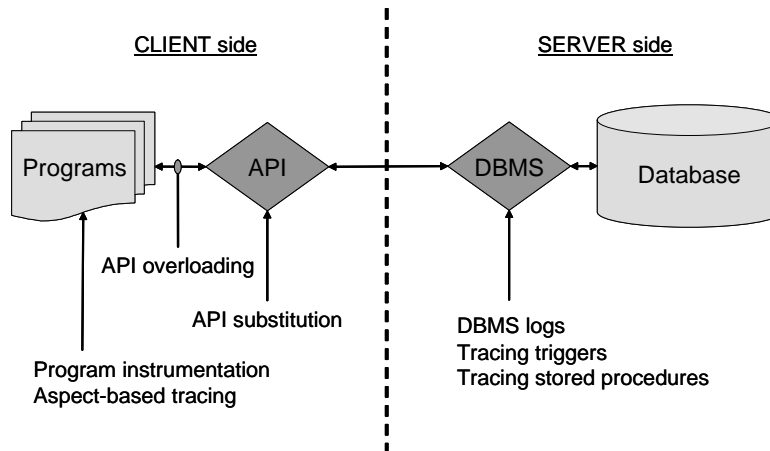 CLIENT side
SERVER side
Programs
API
DBMS
Database
API overloading
API substitution
DBMS logs
Tracing triggers
Tracing stored procedures
Program instrumentation
Aspect-based tracing